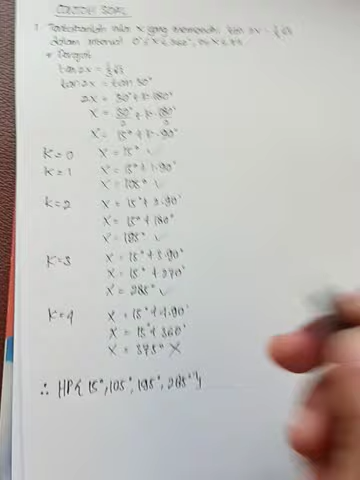 CONTOH SOAL
1. Tentukanlah nilai x yang memenuhi tan 2x = ⅓√3
dalam interval 0° ≤ x ≤ 360°
tan 2x = ⅓√3
tan 2x = tan 30°
2x = 30° + k.180°
x = 30°/2 + k.180°/2
x = 15° + k.90°
k=0 x = 15° ✓
k=1 x = 15° + 1.90°
x = 105° ✓
k=2 x = 15° + 2.90°
x = 15° + 180°
x = 195° ✓
k=3 x = 15° + 3.90°
x = 15° + 270°
x = 285° ✓
k=4 x = 15° + 4.90°
x = 15° + 360°
x = 375° X
∴ HP { 15°, 105°, 195°, 285° }